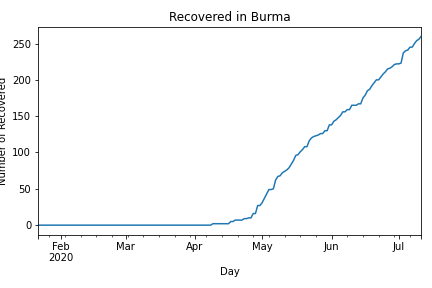 Recovered in Burma
Number of Recovered
250
200
150
100
50
0
Feb
2020
Mar
Apr
May
Jun
Jul
Day